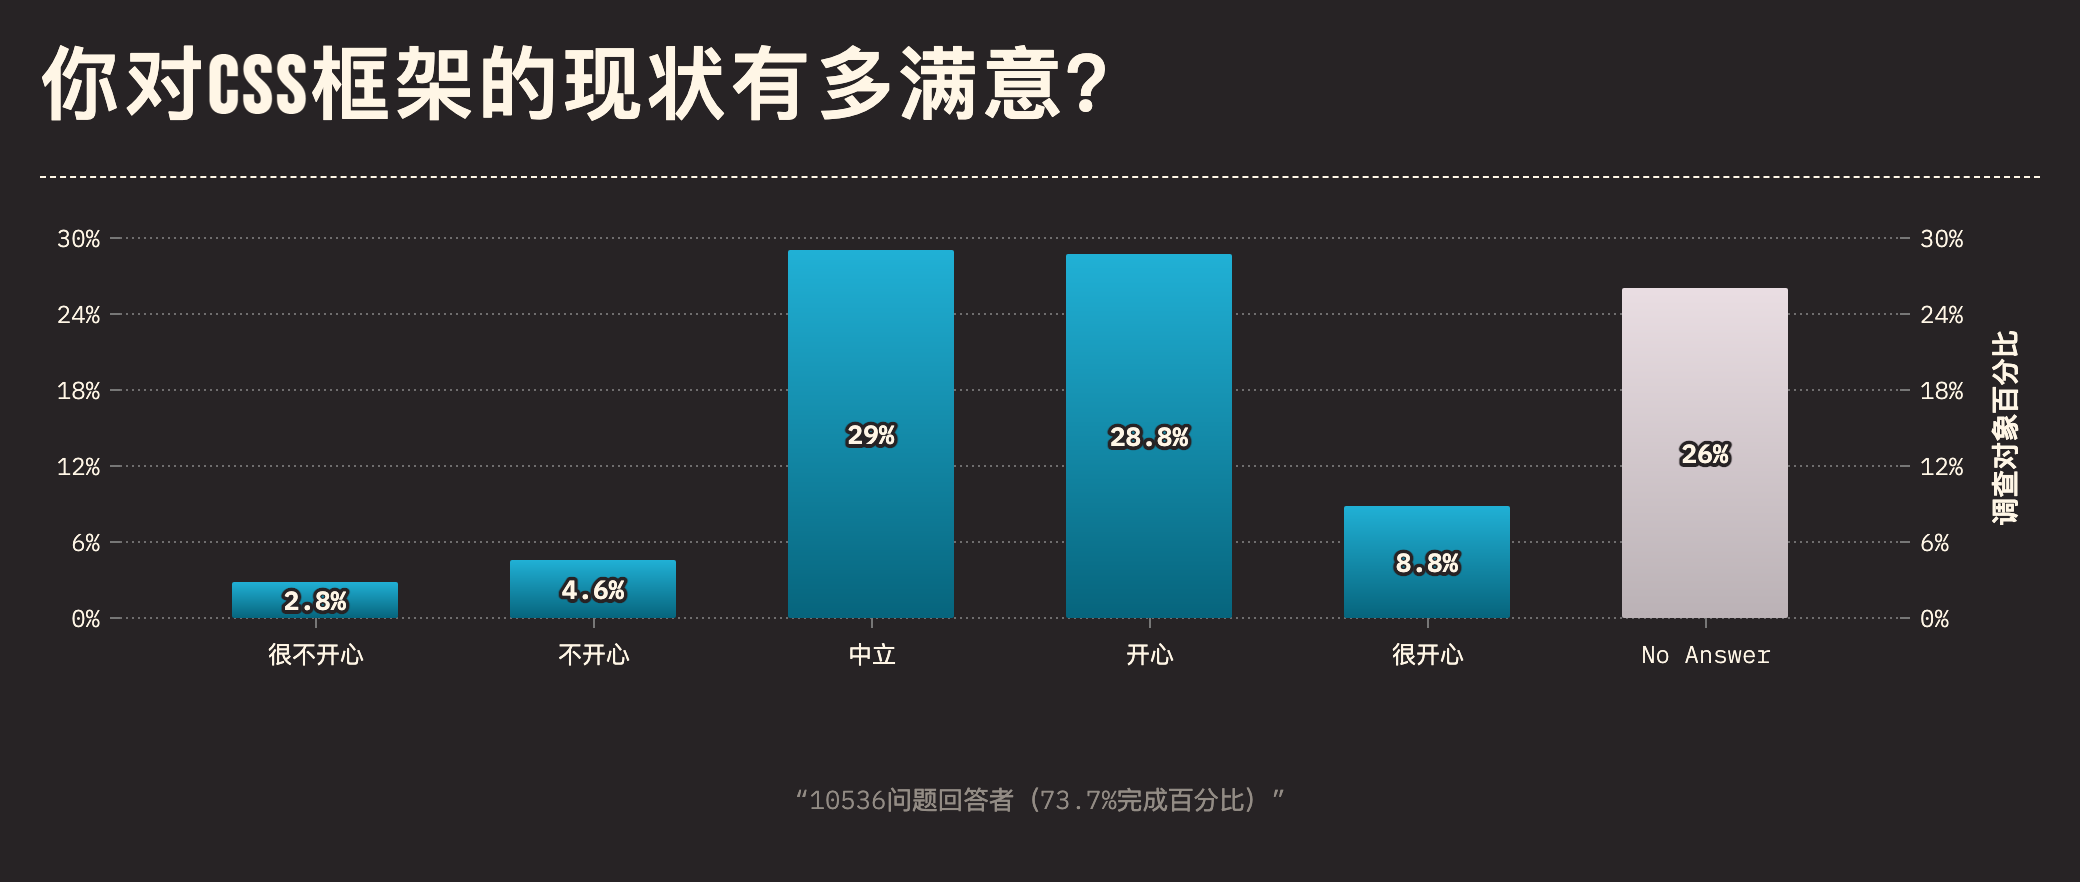 你对CSS框架的现状有多满意?
30%
30%
24%
24%
18%
18%
12%
12%
6%
6%
0%
0%
调查对象百分比
2.8%
4.6%
29%
28.8%
8.8%
26%
很不开心
不开心
中立
开心
很开心
No Answer
“10536问题回答者（73.7%完成百分比）”